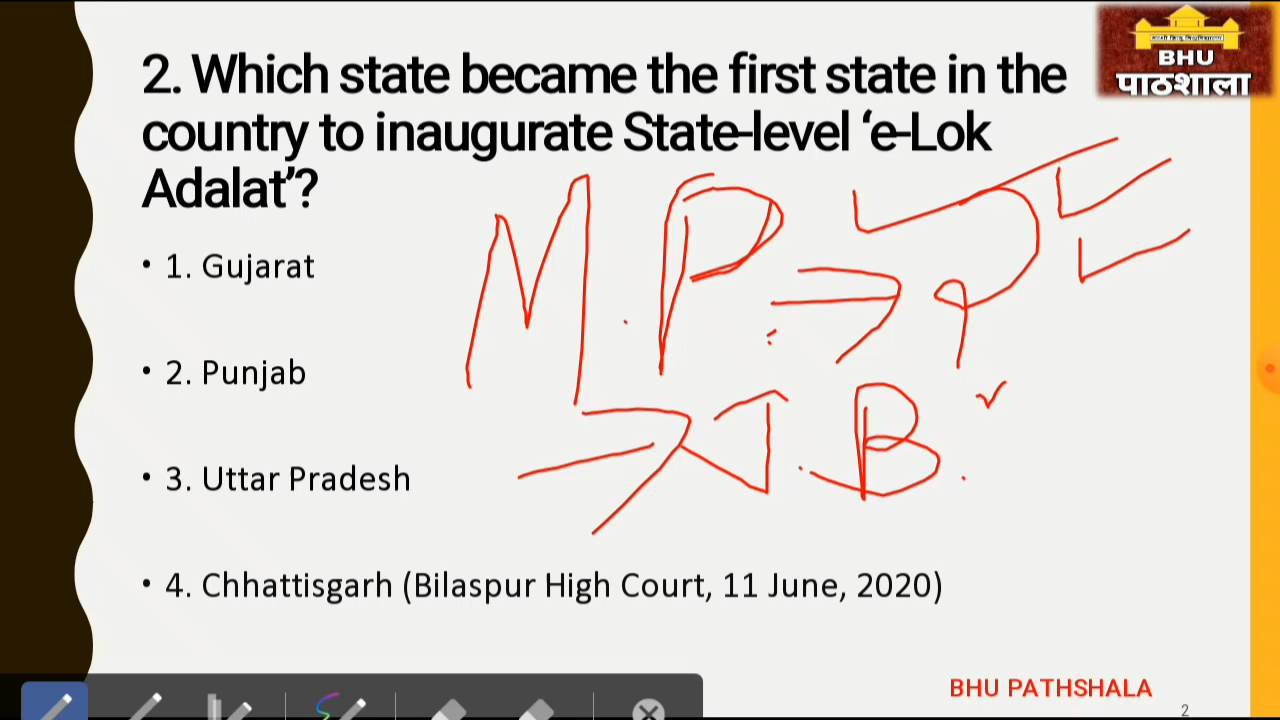 2. Which state became the first state in the
country to inaugurate State-level ‘e-Lok
Adalat’?
• 1. Gujarat
• 2. Punjab
• 3. Uttar Pradesh
• 4. Chhattisgarh (Bilaspur High Court, 11 June, 2020)
M.P.
J.B.
BHU
पाठशाला
BHU PATHSHALA
2